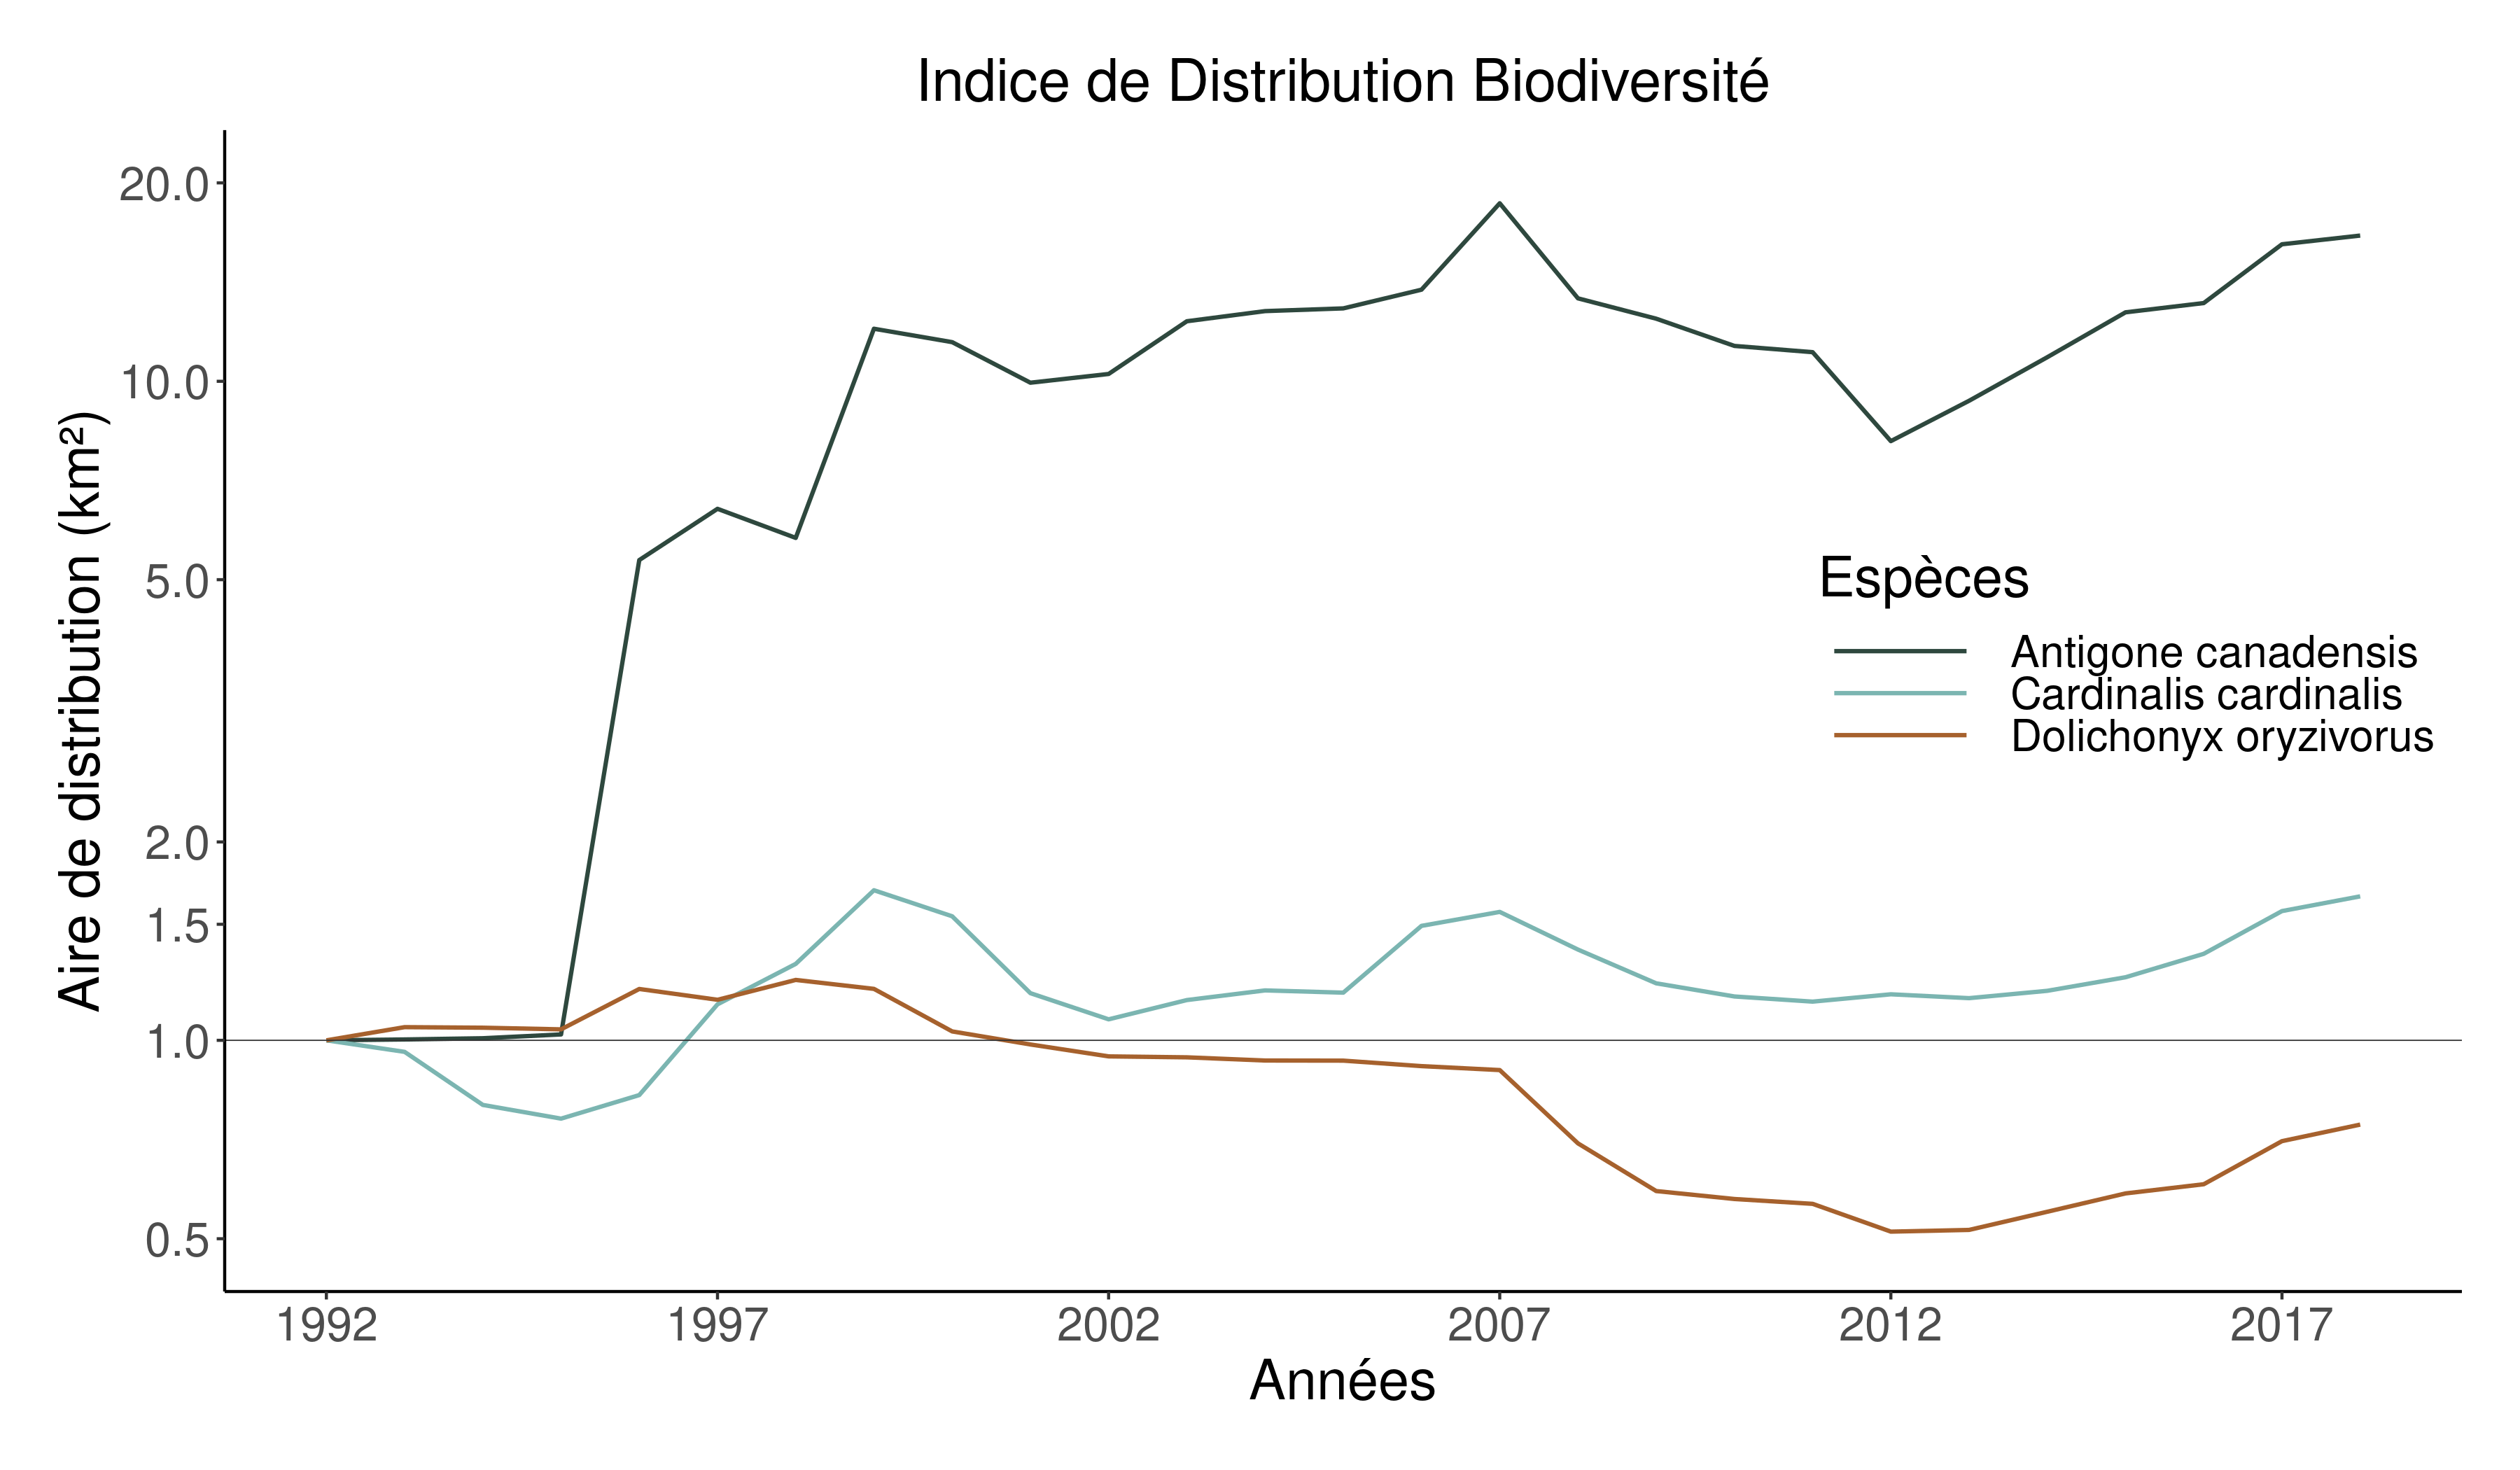 Indice de Distribution Biodiversité
Aire de distribution (km²)
20.0
10.0
5.0
2.0
1.5
1.0
0.5
Espèces
Antigone canadensis
Cardinalis cardinalis
Dolichonyx oryzivorus
1992 1997 2002 2007 2012 2017
Années